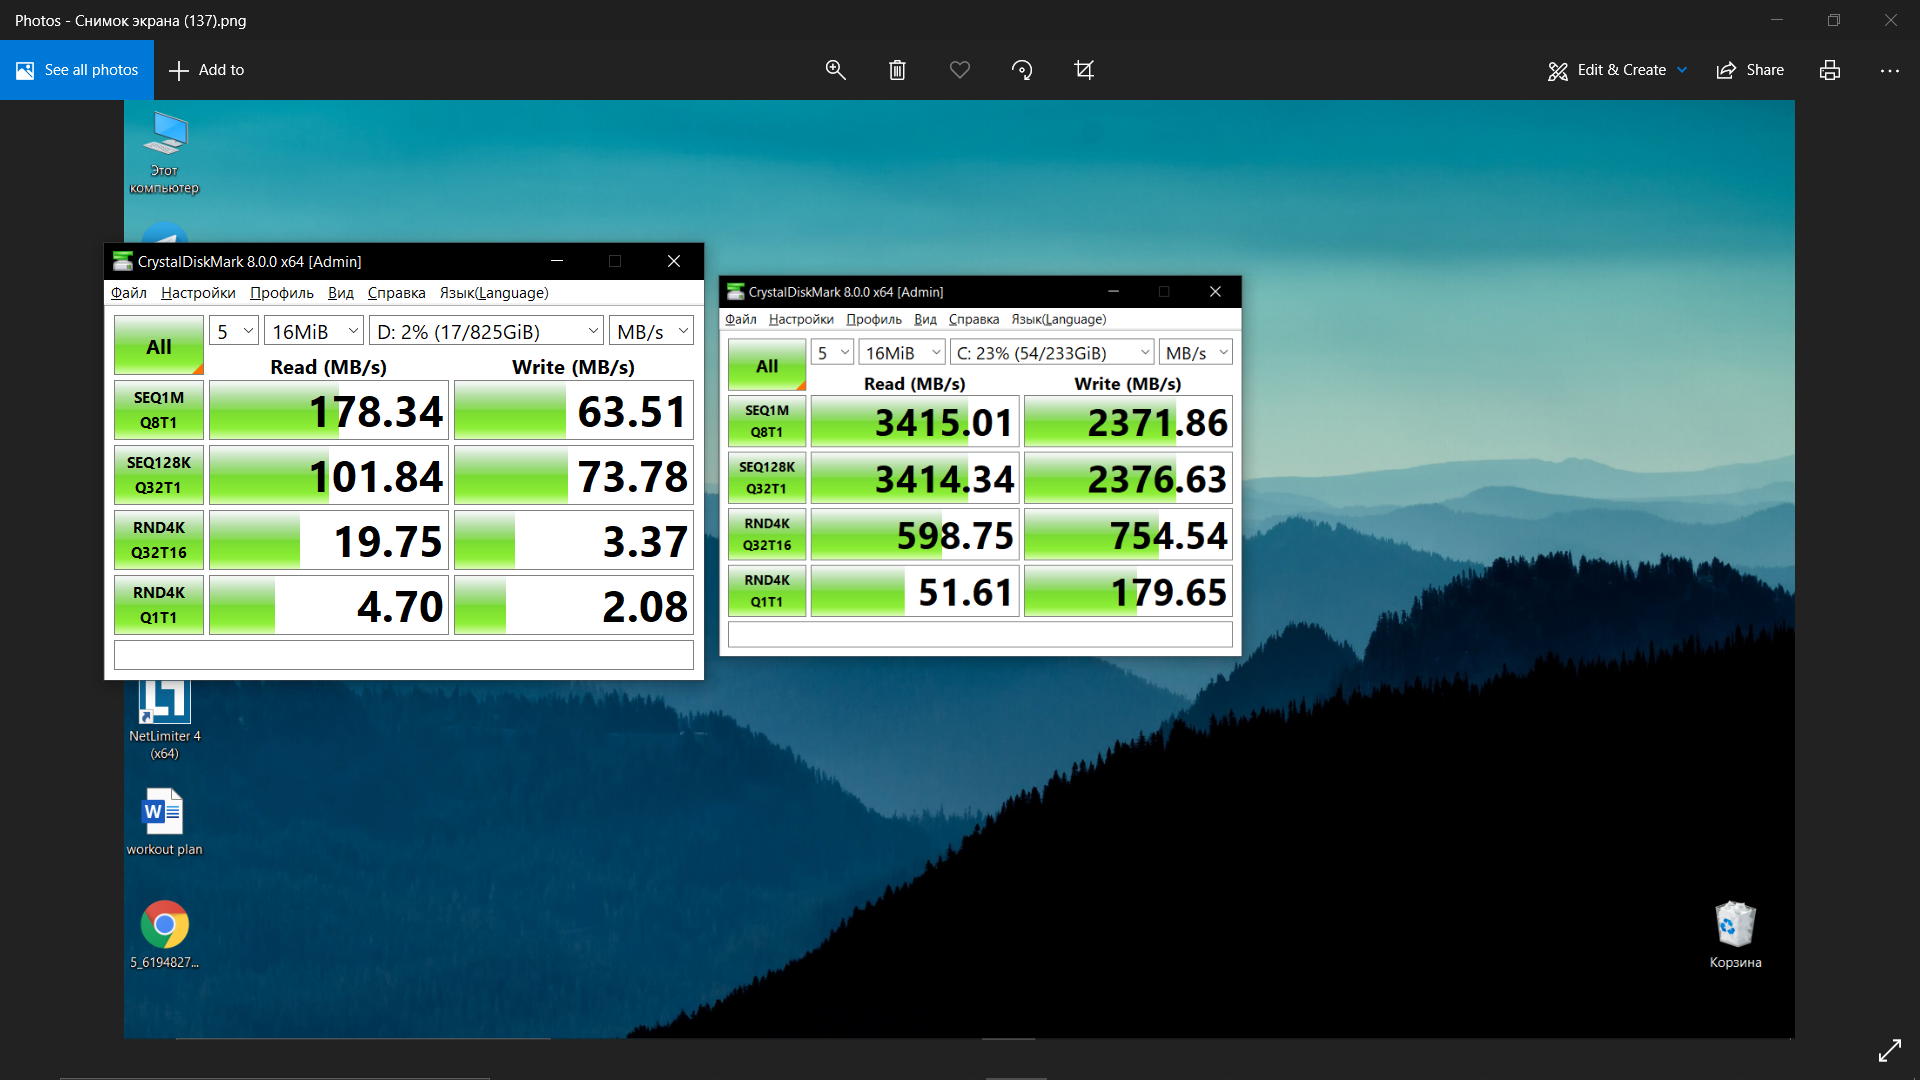 Photos - Снимок экрана (137).png
See all photos
Add to
Edit & Create
Share
Этот
компьютер
CrystalDiskMark 8.0.0 x64 [Admin]
Файл Настройки Профиль Вид Справка Язык(Language)
All
5
16MiB
D: 2% (17/825GiB)
MB/s
Read (MB/s)
Write (MB/s)
SEQ1M
Q8T1
178.34
63.51
SEQ128K
Q32T1
101.84
73.78
RND4K
Q32T16
19.75
3.37
RND4K
Q1T1
4.70
2.08
CrystalDiskMark 8.0.0 x64 [Admin]
Файл Настройки Профиль Вид Справка Язык(Language)
All
5
16MiB
C: 23% (54/233GiB)
MB/s
Read (MB/s)
Write (MB/s)
SEQ1M
Q8T1
3415.01
2371.86
SEQ128K
Q32T1
3414.34
2376.63
RND4K
Q32T16
598.75
754.54
RND4K
Q1T1
51.61
179.65
NetLimiter 4
(x64)
W
workout plan
5_6194827...
Корзина